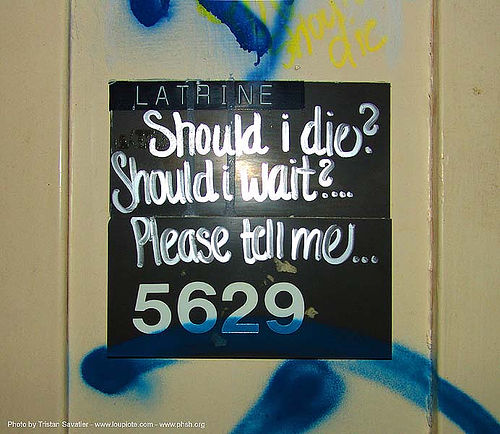 LATRINE
Should i die?
Should i wait?....
Please tell me...
5629
Photo by Tristan Savatier - www.loupiote.com - www.phsh.org